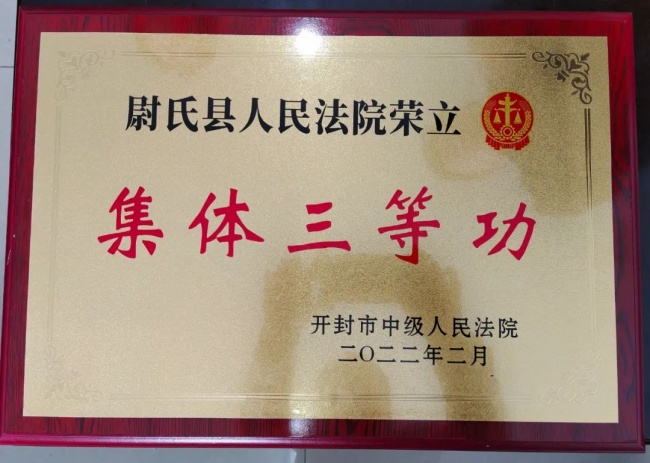 尉氏县人民法院荣立
集体三等功
开封市中级人民法院
二〇二二年二月